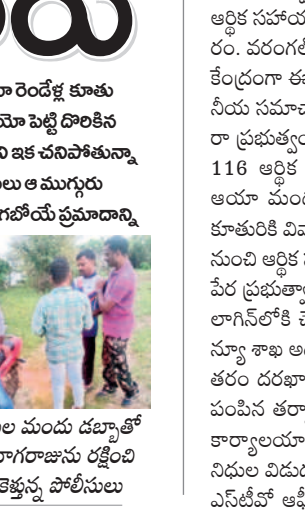 ా రెండేళ్ల కూతు
యో పెట్టి దొరికిన
ని ఇక చనిపోతున్నా
లు ఆ ముగ్గురు
గబోయే ప్రమాదాన్ని
ల మందు డబ్బాతో
ాగరాజును రక్షించి
కెళ్తున్న పోలీసులు
ఆర్థిక సహాయ
రం. వరంగల్
కేంద్రంగా ఈ
నీయ సమాచ
రా ప్రభుత్వం
116 ఆర్థిక
ఆయా మండ
కూతురికి వివ
నుంచి ఆర్థిక
పేర ప్రభుత్వా
లాగిన్‌లోకి చే
న్యూ శాఖ అ
తరం దరఖా
పంపిన తర్వా
కార్యాలయా
నిధుల విడుద
ఎస్‌టీవో ఆఫీ